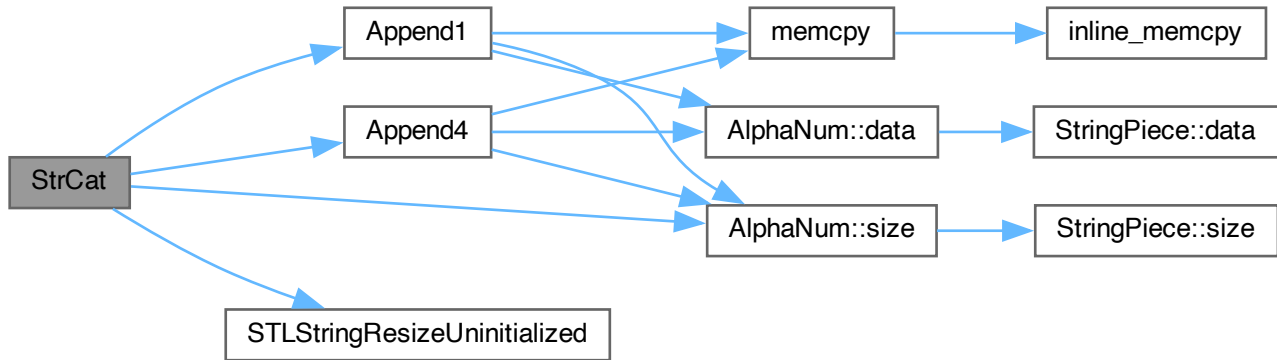 Append1
memcpy
inline_memcpy
Append4
AlphaNum::data
StringPiece::data
StrCat
AlphaNum::size
StringPiece::size
STLStringResizeUninitialized